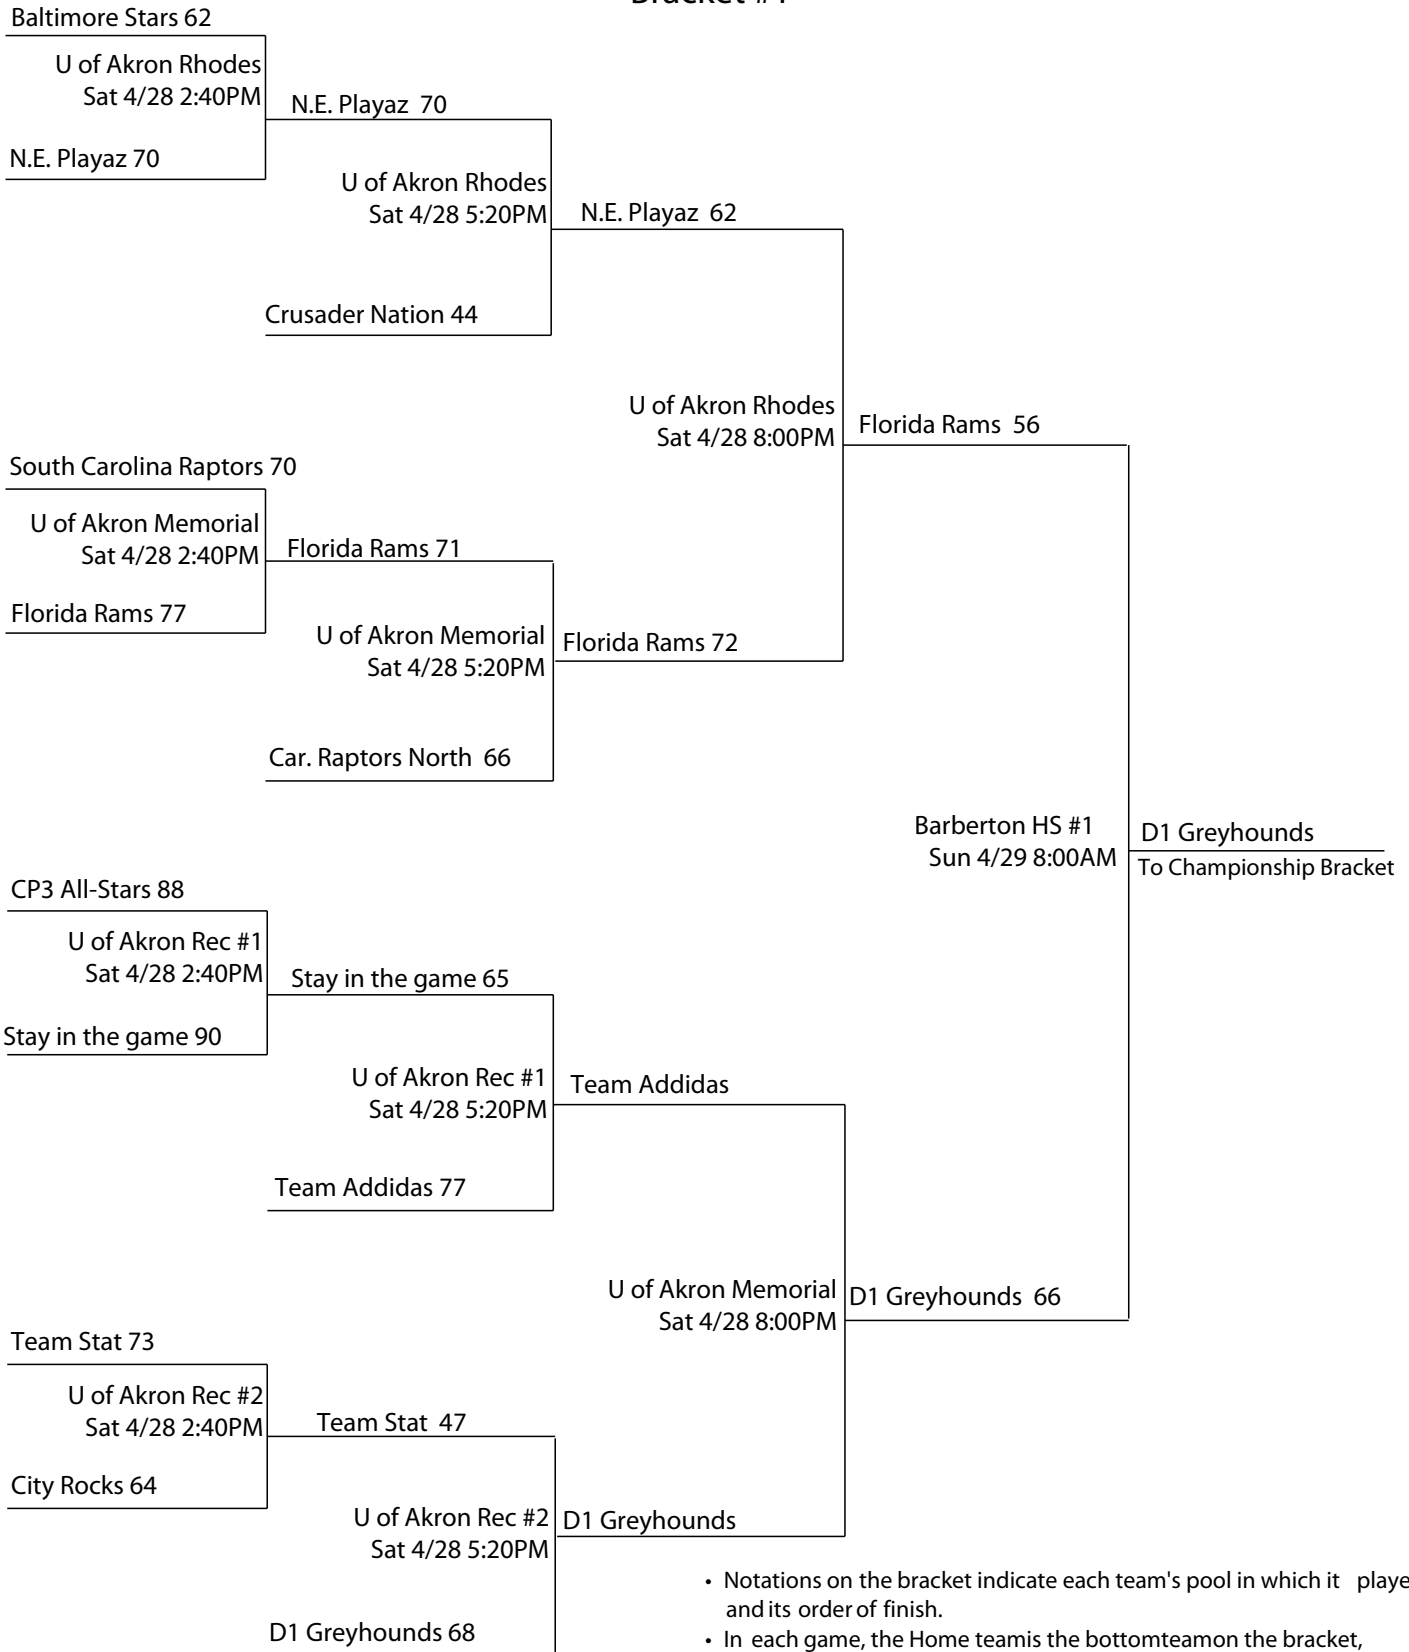 Baltimore Stars 62
U of Akron Rhodes
Sat 4/28 2:40PM
N.E. Playaz 70
N.E. Playaz 70
U of Akron Rhodes
Sat 4/28 5:20PM
N.E. Playaz 62
Crusader Nation 44
U of Akron Rhodes
Sat 4/28 8:00PM
Florida Rams 56
South Carolina Raptors 70
U of Akron Memorial
Sat 4/28 2:40PM
Florida Rams 71
Florida Rams 77
U of Akron Memorial
Sat 4/28 5:20PM
Florida Rams 72
Car. Raptors North 66
Barberton HS #1
Sun 4/29 8:00AM
D1 Greyhounds
To Championship Bracket
CP3 All-Stars 88
U of Akron Rec #1
Sat 4/28 2:40PM
Stay in the game 65
Stay in the game 90
U of Akron Rec #1
Sat 4/28 5:20PM
Team Addidas
Team Addidas 77
U of Akron Memorial
Sat 4/28 8:00PM
D1 Greyhounds 66
Team Stat 73
U of Akron Rec #2
Sat 4/28 2:40PM
Team Stat 47
City Rocks 64
U of Akron Rec #2
Sat 4/28 5:20PM
D1 Greyhounds
D1 Greyhounds 68
• Notations on the bracket indicate each team's pool in which it playe
and its order of finish.
• In each game, the Home teamis the bottomteamon the bracket,